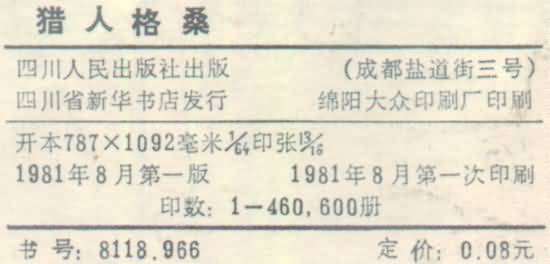 猎人格桑
四川人民出版社出版 (成都盐道街三号)
四川省新华书店发行 绵阳大众印刷厂印刷
开本787×1092毫米1/64印张13/16
1981年8月第一版 1981年8月第一次印刷
印数: 1—460,600册
书号: 8118.966 定价: 0.08元